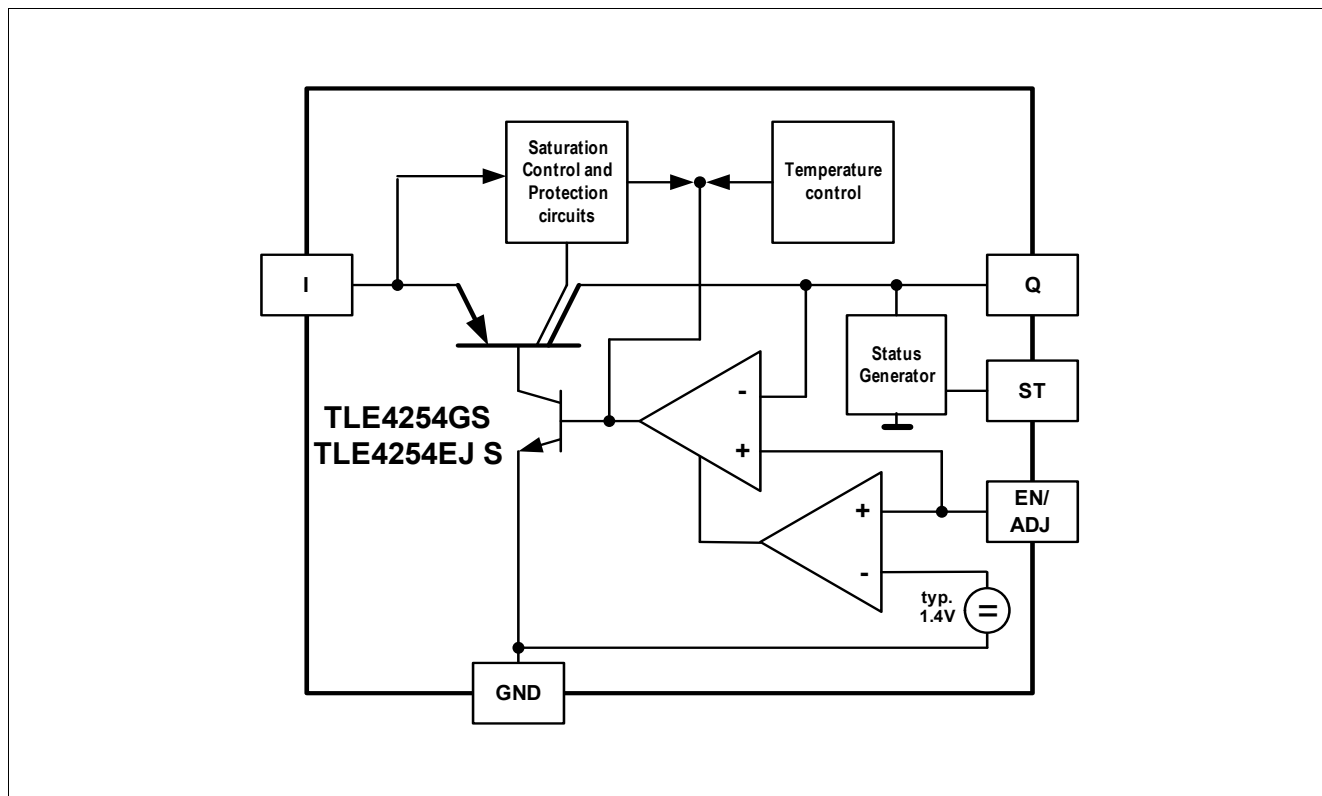 Saturation
Control and
Protection
circuits
Temperature
control
I
Q
Status
Generator
ST
-
+
TLE4254GS
TLE4254EJ S
EN/
ADJ
+
-
typ.
1.4V
=
GND